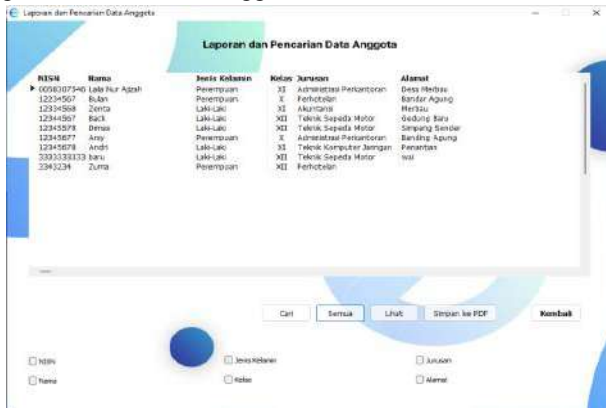 Laporan dan Pencarian Data Anggota
Laporan dan Pencarian Data Anggota
NISN Nama Jenis Kelamin Kelas Jurusan Alamat
0058307546 Lala Nur Azizah Perempuan XI Administrasi Perkantoran Desa Merbau
12234567 Bulan Perempuan X Perhotelan Bandar Agung
12334568 Zenta Laki-Laki XI Akuntansi Merbau
12344567 Back Laki-Laki XII Teknik Sepeda Motor Gedung Baru
12345578 Dimas Laki-Laki XII Teknik Sepeda Motor Simpang Sender
12345677 Perempuan X Administrasi Perkantoran Banding Agung
12345678 Andri Laki-Laki XI Teknik Komputer Jaringan Penantian
3333333333 baru Laki-Laki XII Teknik Sepeda Motor
3343234 Zuma Perempuan XII Perhotelan
Cari Semua Lihat Simpan ke PDF Kembali
NISN Jenis Kelamin Jurusan
Nama Kelas Alamat